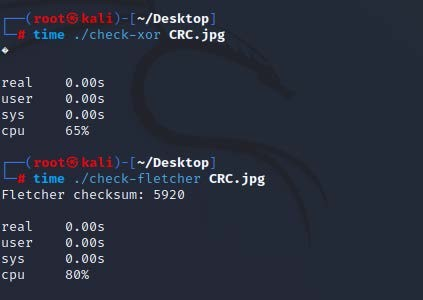 ┌──(root㉿kali)-[~/Desktop]
└─# time ./check-xor CRC.jpg
�

real    0.00s
user    0.00s
sys     0.00s
cpu     65%

┌──(root㉿kali)-[~/Desktop]
└─# time ./check-fletcher CRC.jpg
Fletcher checksum: 5920

real    0.00s
user    0.00s
sys     0.00s
cpu     80%